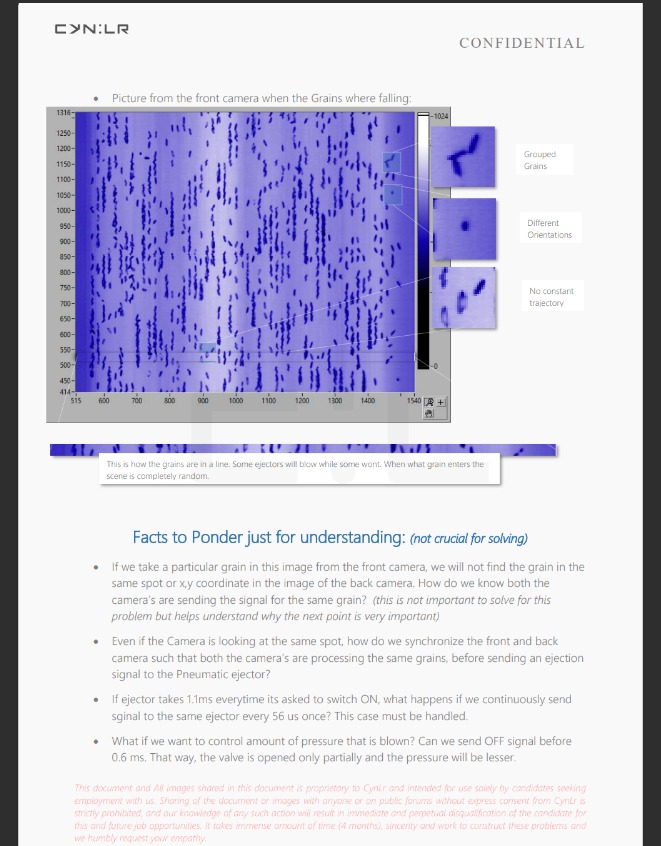 CYN:LR
CONFIDENTIAL
• Picture from the front camera when the Grains where falling:
1316
1250
1200
1150
1100
1050
1000
950
900
850
800
750
700
650
600
550
500
450
414
515 600 700 800 900 1000 1100 1200 1300 1400 1540
1024
0
Grouped
Grains
Different
Orientations
No constant
trajectory
This is how the grains are in a line. Some ejectors will blow while some wont. When what grain enters the
scene is completely random.
Facts to Ponder just for understanding: (not crucial for solving)
• If we take a particular grain in this image from the front camera, we will not find the grain in the
same spot or x,y coordinate in the image of the back camera. How do we know both the
camera's are sending the signal for the same grain? (this is not important to solve for this
problem but helps understand why the next point is very important)
• Even if the Camera is looking at the same spot, how do we synchronize the front and back
camera such that both the camera's are processing the same grains, before sending an ejection
signal to the Pneumatic ejector?
• If ejector takes 1.1ms everytime its asked to switch ON, what happens if we continuously send
sginal to the same ejector every 56 us once? This case must be handled.
• What if we want to control amount of pressure that is blown? Can we send OFF signal before
0.6 ms. That way, the valve is opened only partially and the pressure will be lesser.
This document and All images shared in this document is proprietary to Cynlr and intended for use solely by candidates seeking
employment with us. Sharing of the document or images with anyone or on public forums without express consent from CynLr is
strictly prohibited, and our knowledge of any such action will result in immediate and perpetual disqualification of the candidate for
this and future job opportunities. It takes immense amount of time (4 months), sincerity and work to construct these problems and
we humbly request your empathy.